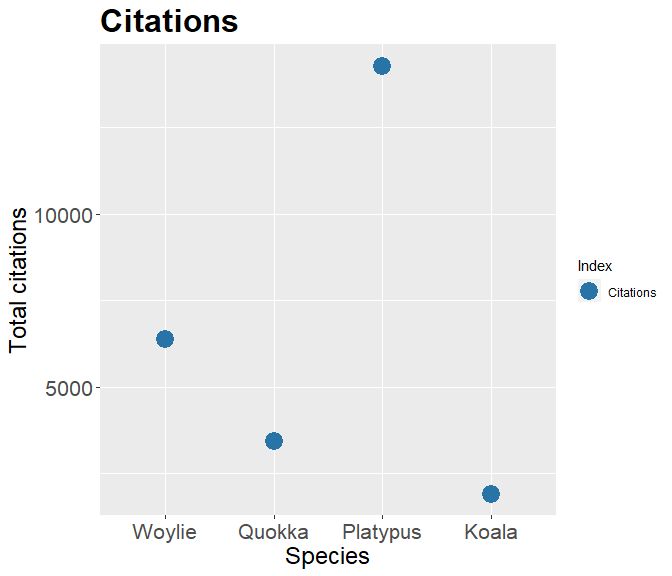 Citations
Total citations
10000
5000
Woylie Quokka Platypus Koala
Species
Index
Citations